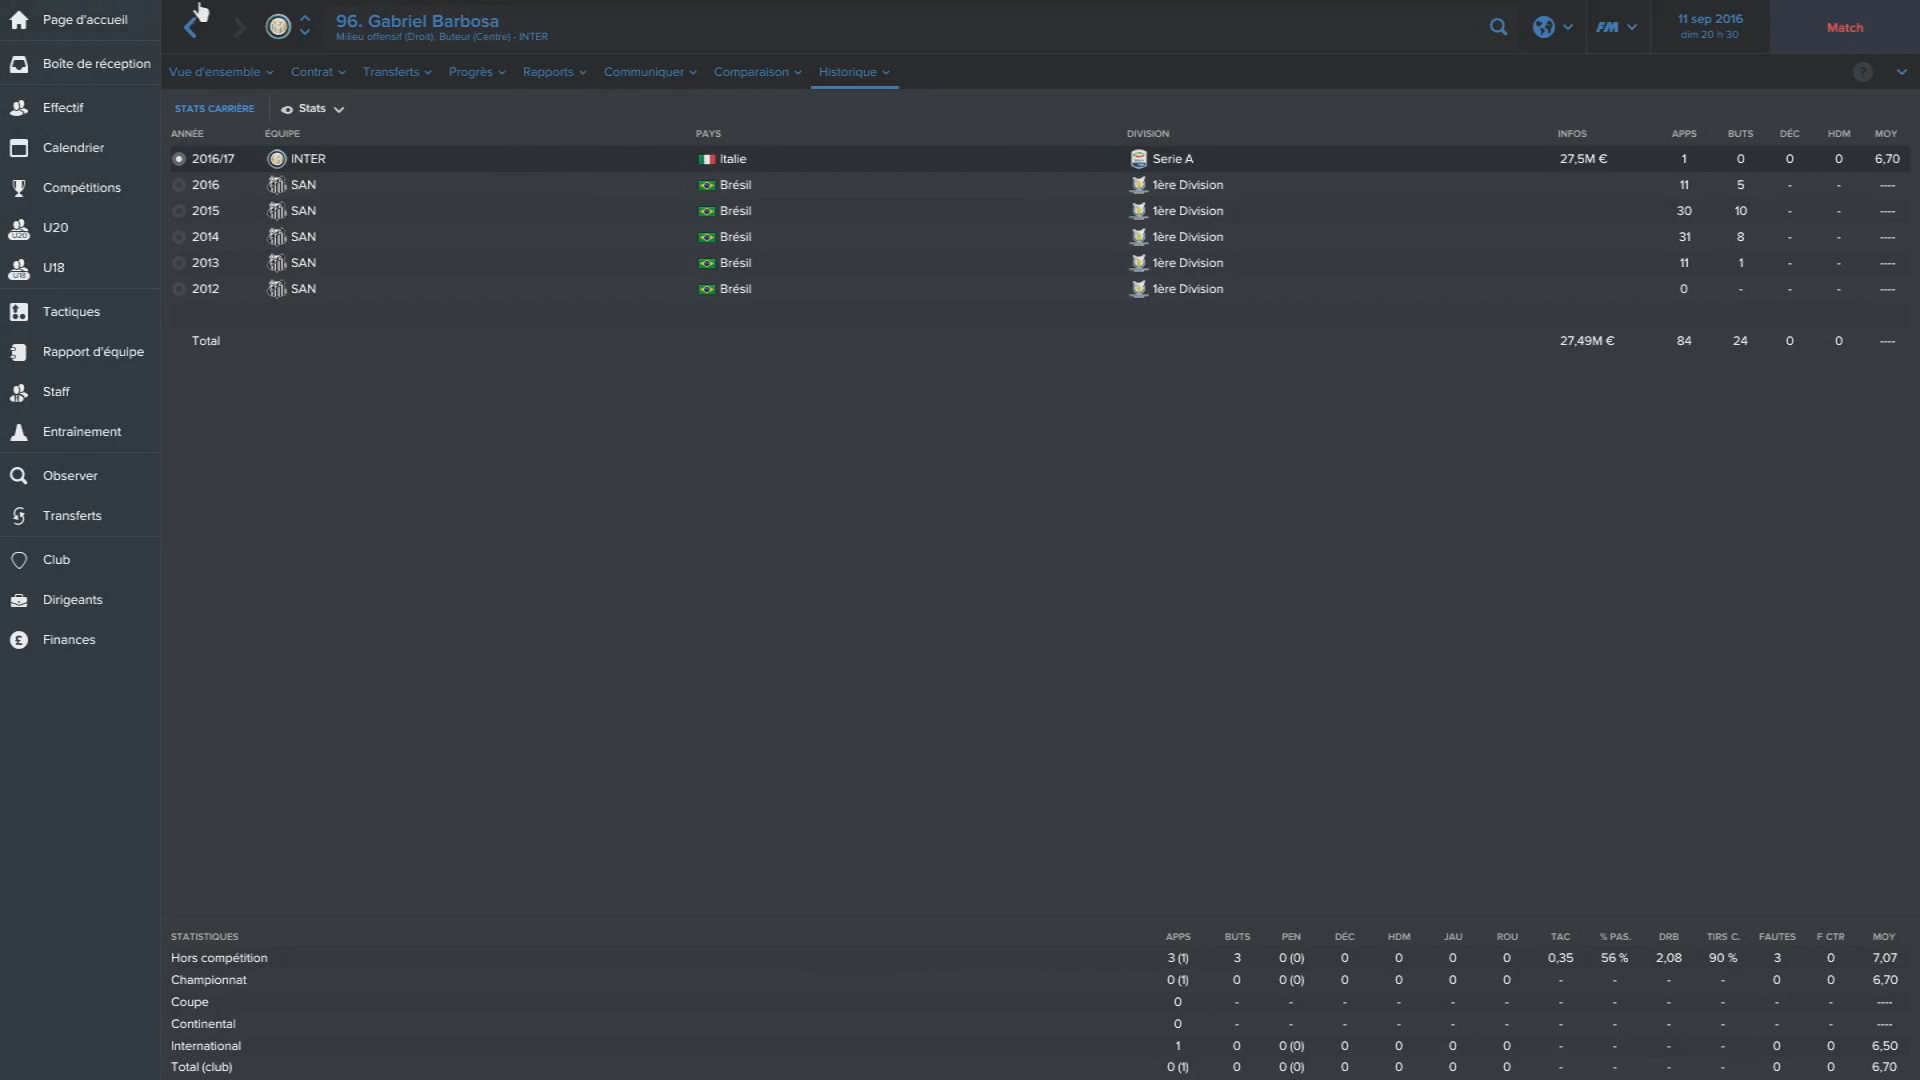 Page d'accueil
Boîte de réception
Effectif
Calendrier
Compétitions
U20
U18
Tactiques
Rapport d'équipe
Staff
Entraînement
Observer
Transferts
Club
Dirigeants
Finances
96. Gabriel Barbosa
Milieu offensif (Droit), Buteur (Centre) - INTER
FM
11 sep 2016
dim 20 h 30
Match
Vue d'ensemble Contrat Transferts Progrès Rapports Communiquer Comparaison Historique ?
STATS CARRIÈRE Stats
ANNÉE ÉQUIPE PAYS DIVISION INFOS APPS BUTS DÉC HDM MOY
2016/17 INTER Italie Serie A 27,5M € 1 0 0 0 6,70
2016 SAN Brésil 1ère Division 11 5 - - ----
2015 SAN Brésil 1ère Division 30 10 - - ----
2014 SAN Brésil 1ère Division 31 8 - - ----
2013 SAN Brésil 1ère Division 11 1 - - ----
2012 SAN Brésil 1ère Division 0 - - - ----
Total 27,49M € 84 24 0 0 ----
STATISTIQUES APPS BUTS PEN DÉC HDM JAU ROU TAC % PAS. DRB TIRS C. FAUTES F CTR MOY
Hors compétition 3 (1) 3 0 (0) 0 0 0 0 0,35 56 % 2,08 90 % 3 0 7,07
Championnat 0 (1) 0 0 (0) 0 0 0 0 - - - - 0 0 6,70
Coupe 0 - - - - - - - - - - - - ----
Continental 0 - - - - - - - - - - - - ----
International 1 0 0 (0) 0 0 0 0 - - - - 0 0 6,50
Total (club) 0 (1) 0 0 (0) 0 0 0 0 - - - - 0 0 6,70